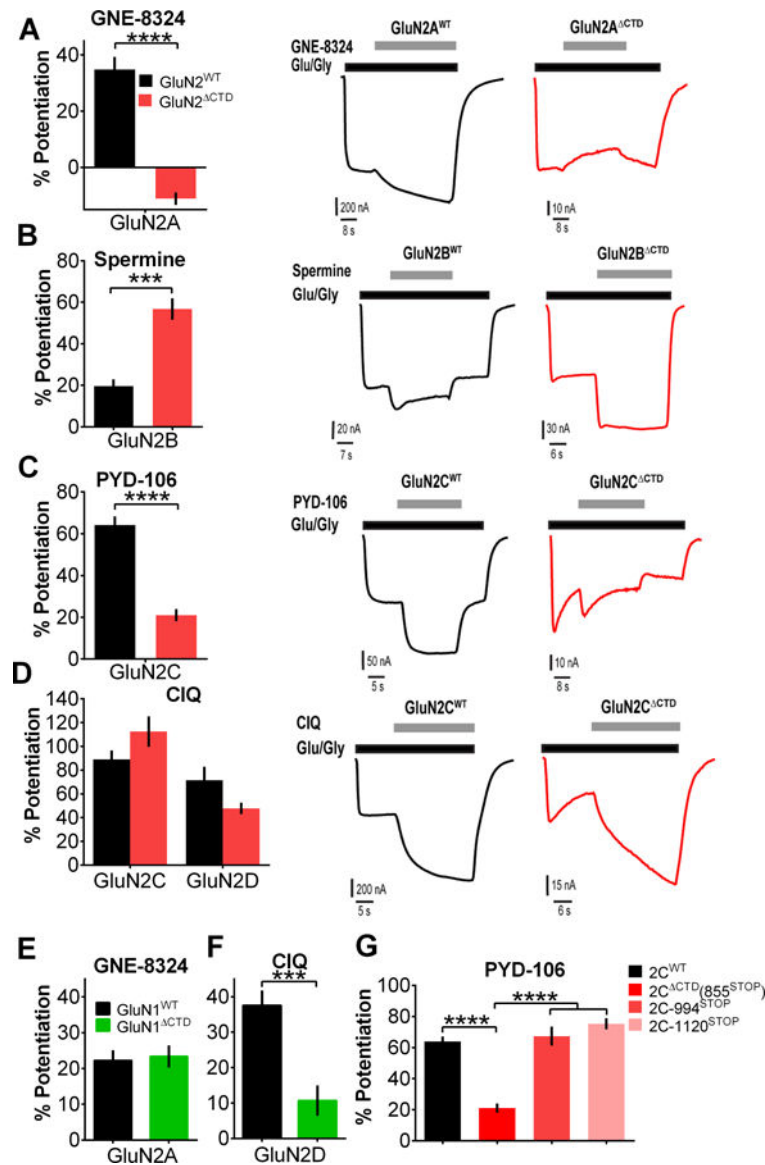 A
GNE-8324
****
% Potentiation
40
20
0
GluN2^WT
GluN2^ΔCTD
GluN2A
GluN2A^WT
GluN2A^ΔCTD
GNE-8324
Glu/Gly
200 nA
8 s
10 nA
8 s
B
Spermine
***
% Potentiation
80
60
40
20
0
GluN2B
GluN2B^WT
GluN2B^ΔCTD
Spermine
Glu/Gly
20 nA
7 s
30 nA
6 s
C
PYD-106
****
% Potentiation
80
60
40
20
0
GluN2C
GluN2C^WT
GluN2C^ΔCTD
PYD-106
Glu/Gly
50 nA
5 s
10 nA
8 s
D
CIQ
% Potentiation
140
120
100
80
60
40
20
0
GluN2C
GluN2D
GluN2C^WT
GluN2C^ΔCTD
CIQ
Glu/Gly
200 nA
5 s
15 nA
6 s
E
GNE-8324
% Potentiation
50
40
30
20
10
0
GluN1^WT
GluN1^ΔCTD
GluN2A
F
CIQ
***
50
40
30
20
10
0
GluN2D
G
PYD-106
% Potentiation
100
80
60
40
20
0
****
****
2C^WT
2C^ΔCTD(855^STOP)
2C-994^STOP
2C-1120^STOP